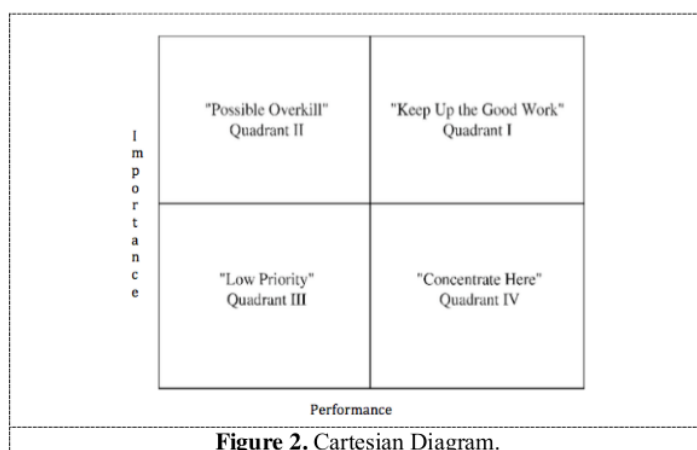 "Possible Overkill"
Quadrant II
"Keep Up the Good Work"
Quadrant I
Importance
"Low Priority"
Quadrant III
"Concentrate Here"
Quadrant IV
Performance
Figure 2. Cartesian Diagram.